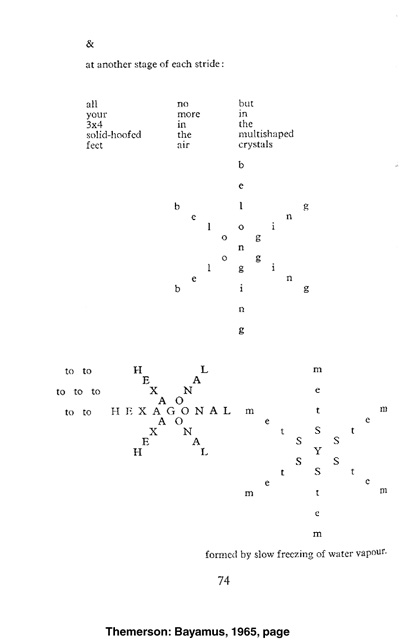 &
at another stage of each stride:
all no but
your more in
3x4 in the
solid-hoofed the multishaped
feet air crystals
b
e
b l g
e n
l o i
o g
n
o g
l g i
e n
b i g
n
g
to to H L m
E A
to to to X N e
A O
to to H E X A G O N A L m t m
A O e e
X N t S t
E A S S
H L Y
S S
t S t
e e
m t m
e
m
formed by slow freezing of water vapour.
74
Themerson: Bayamus, 1965, page